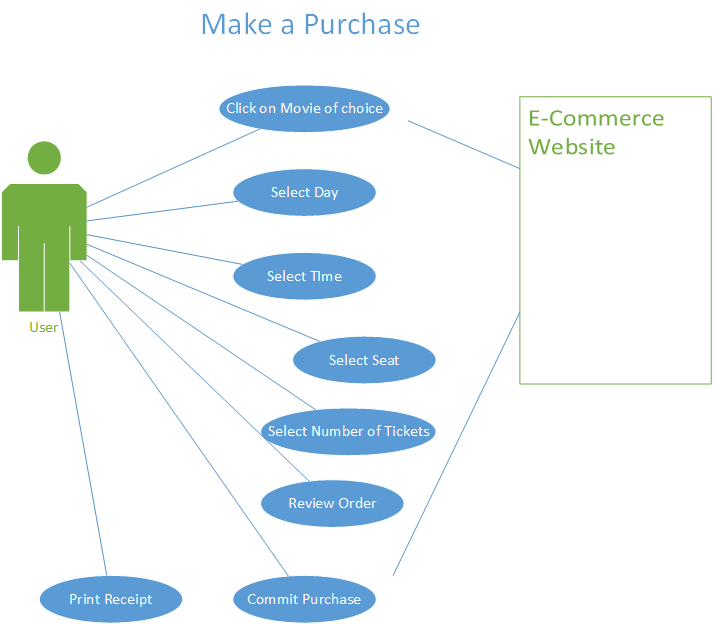 Make a Purchase
Click on Movie of choice
E-Commerce
Website
Select Day
Select TIme
User
Select Seat
Select Number of Tickets
Review Order
Print Receipt
Commit Purchase